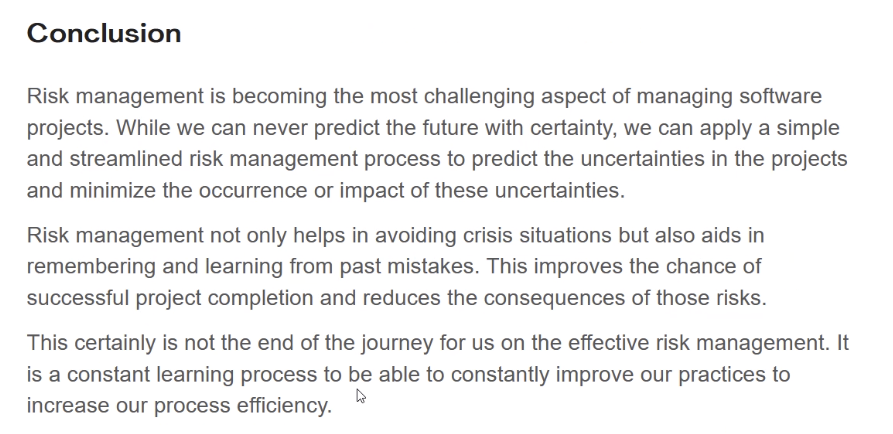 Conclusion
Risk management is becoming the most challenging aspect of managing software
projects. While we can never predict the future with certainty, we can apply a simple
and streamlined risk management process to predict the uncertainties in the projects
and minimize the occurrence or impact of these uncertainties.
Risk management not only helps in avoiding crisis situations but also aids in
remembering and learning from past mistakes. This improves the chance of
successful project completion and reduces the consequences of those risks.
This certainly is not the end of the journey for us on the effective risk management. It
is a constant learning process to be able to constantly improve our practices to
increase our process efficiency.